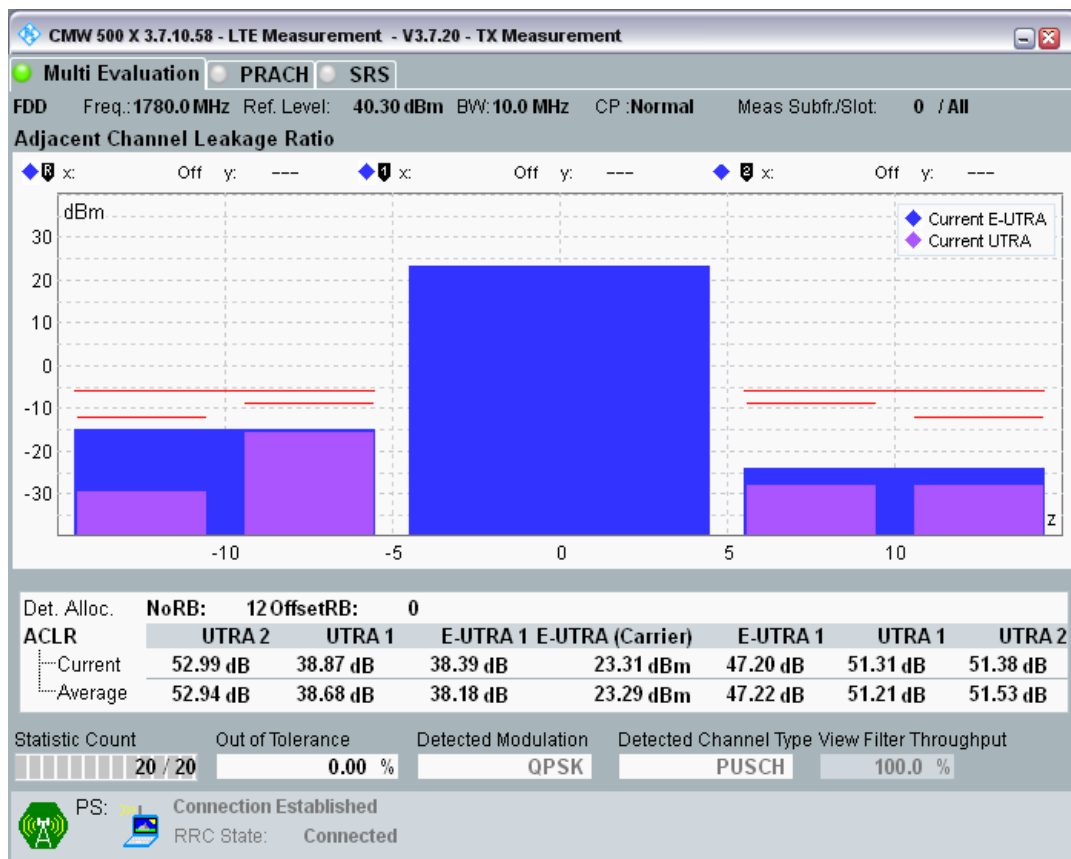 CMW 500 X 3.7.10.58 - LTE Measurement - V3.7.20 - TX Measurement
Multi Evaluation PRACH SRS
FDD Freq.:1780.0 MHz Ref. Level: 40.30 dBm BW:10.0 MHz CP :Normal Meas Subfr./Slot: 0 / All
Adjacent Channel Leakage Ratio
R x: Off y: --- 1 x: Off y: --- 2 x: Off y: ---
dBm
Current E-UTRA
Current UTRA
30
20
10
0
-10
-20
-30
z
-10 -5 0 5 10
Det. Alloc. NoRB: 12 OffsetRB: 0
ACLR UTRA 2 UTRA 1 E-UTRA 1 E-UTRA (Carrier) E-UTRA 1 UTRA 1 UTRA 2
Current 52.99 dB 38.87 dB 38.39 dB 23.31 dBm 47.20 dB 51.31 dB 51.38 dB
Average 52.94 dB 38.68 dB 38.18 dB 23.29 dBm 47.22 dB 51.21 dB 51.53 dB
Statistic Count Out of Tolerance Detected Modulation Detected Channel Type View Filter Throughput
20 / 20 0.00 % QPSK PUSCH 100.0 %
PS: Connection Established
RRC State: Connected